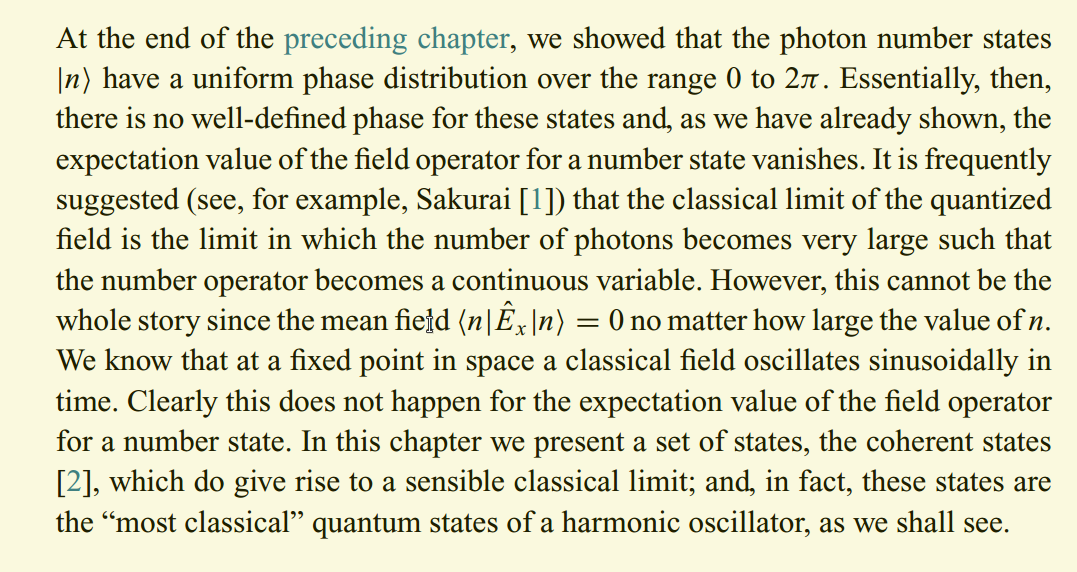 At the end of the preceding chapter, we showed that the photon number states
|n⟩ have a uniform phase distribution over the range 0 to 2π. Essentially, then,
there is no well-defined phase for these states and, as we have already shown, the
expectation value of the field operator for a number state vanishes. It is frequently
suggested (see, for example, Sakurai [1]) that the classical limit of the quantized
field is the limit in which the number of photons becomes very large such that
the number operator becomes a continuous variable. However, this cannot be the
whole story since the mean field ⟨n|Êₓ|n⟩ = 0 no matter how large the value of n.
We know that at a fixed point in space a classical field oscillates sinusoidally in
time. Clearly this does not happen for the expectation value of the field operator
for a number state. In this chapter we present a set of states, the coherent states
[2], which do give rise to a sensible classical limit; and, in fact, these states are
the “most classical” quantum states of a harmonic oscillator, as we shall see.